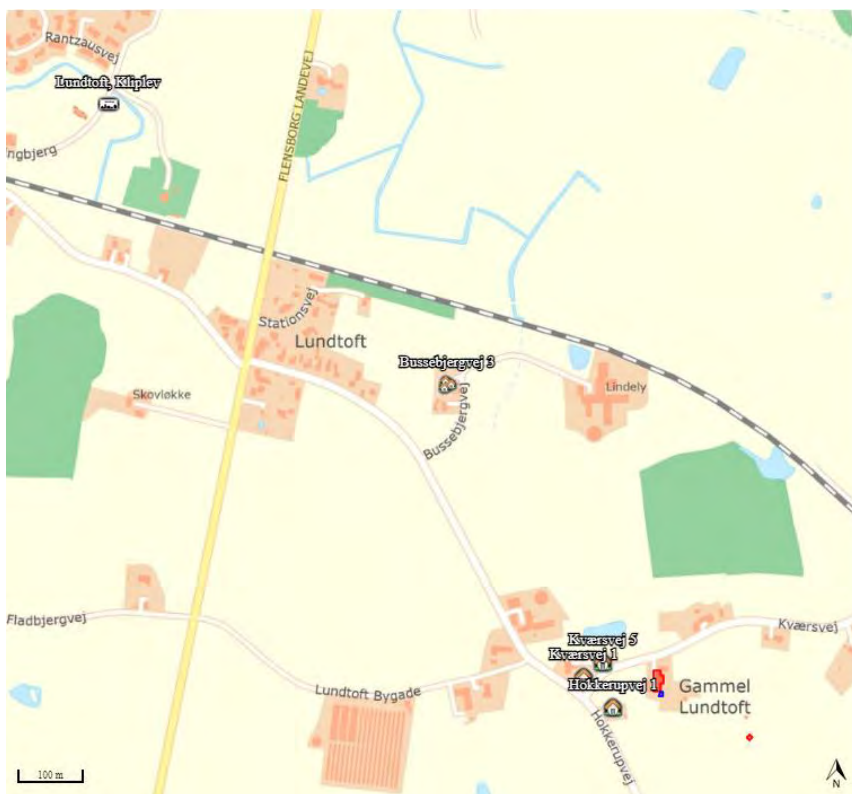 Rantzausvej
Lundtoft, Kliplev
ngbjerg
FLENSBORG LANDEVEJ
Stationsvej
Lundtoft
Bussebjergvej 3
Lindely
Skovløkke
Bussebjergvej
Fladbjergvej
Kværsvej
Kværsvej 5
Kværsvej 1
Hokkerupvej 1
Gammel
Lundtoft
Lundtoft Bygade
Hokkerupvej
100 m
N